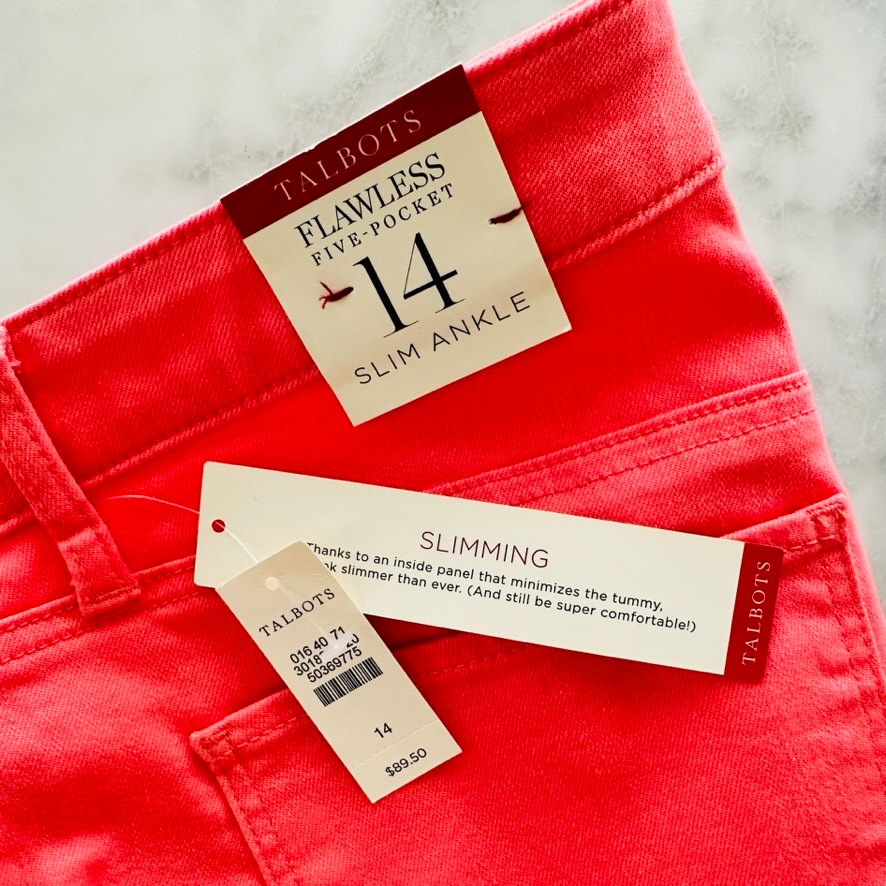 TALBOTS
FLAWLESS
FIVE-POCKET
14
SLIM ANKLE
SLIMMING
Thanks to an inside panel that minimizes the tummy,
slimmer than ever. (And still be super comfortable!)
TALBOTS
TALBOTS
016 40 71
50369775
14
$89.50